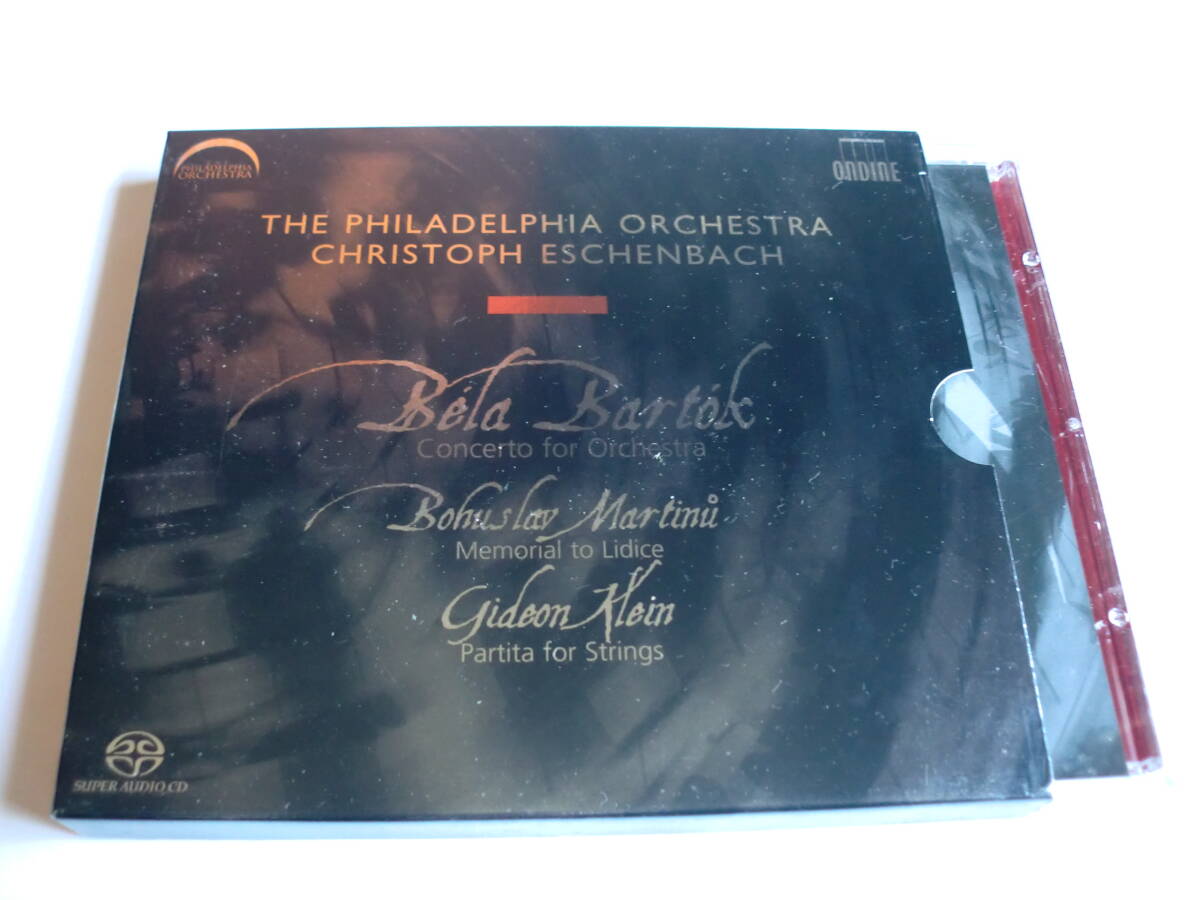 THE
PHILADELPHIA
ORCHESTRA
ONDINE
THE PHILADELPHIA ORCHESTRA
CHRISTOPH ESCHENBACH
Béla Bartók
Concerto for Orchestra
Bohuslav Martinů
Memorial to Lidice
Gideon Klein
Partita for Strings
SUPER AUDIO CD